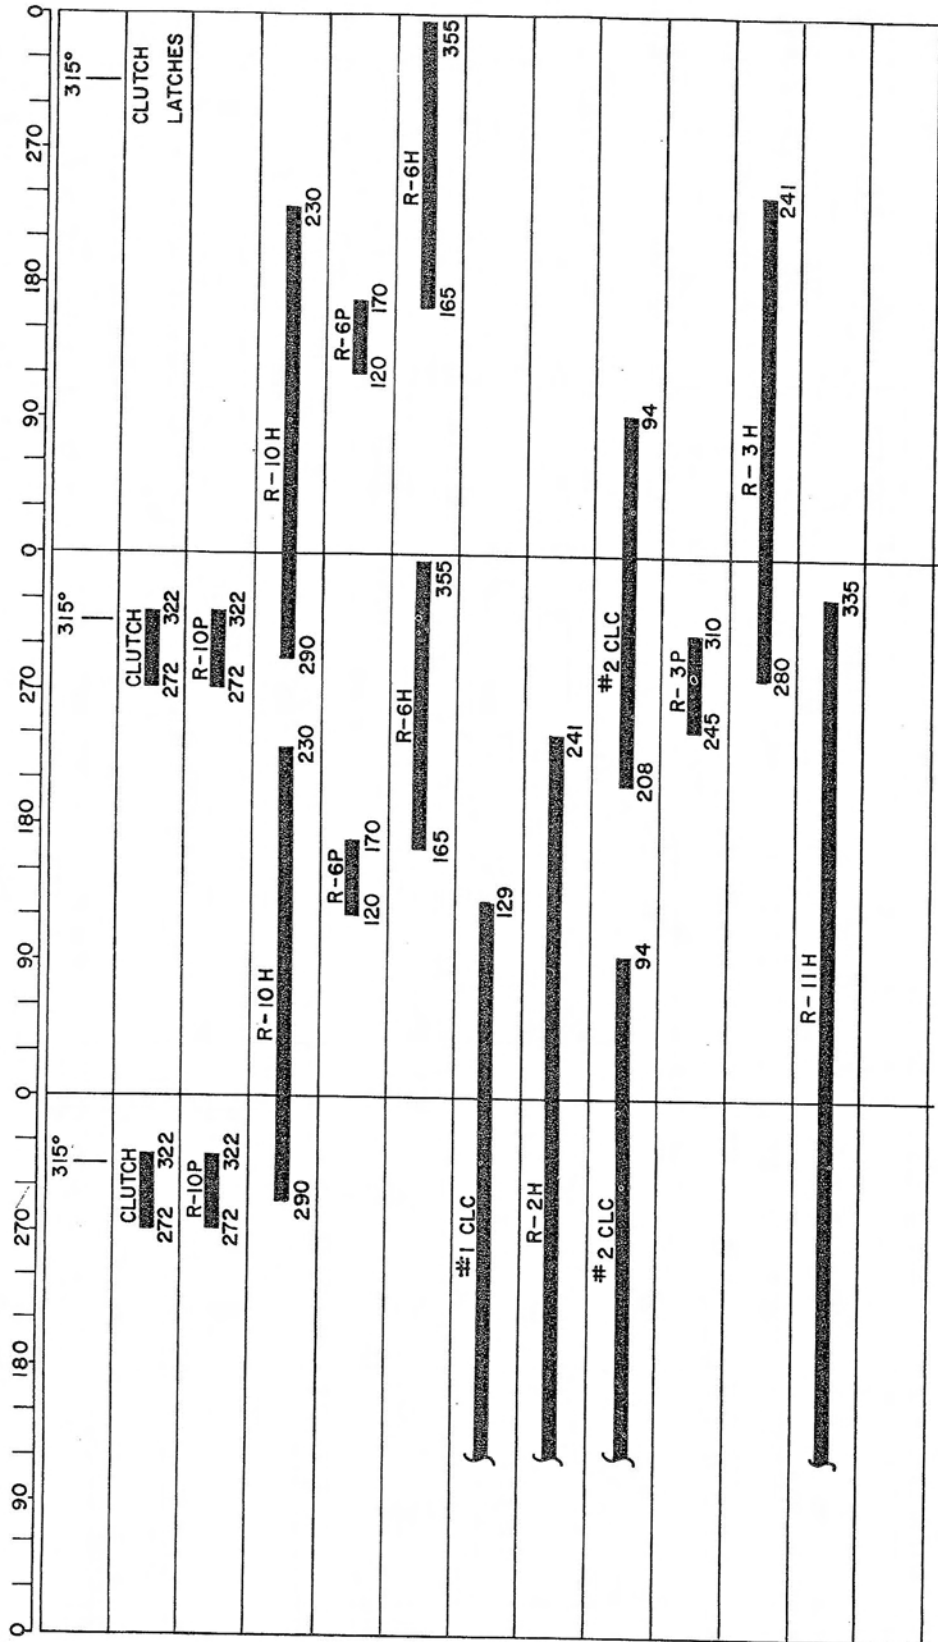 0 90 180 270 0 90 180 270 0 90 180 270 0
315° 315° 315°
CLUTCH CLUTCH CLUTCH
272 322 272 322 LATCHES
R-10P R-10P
272 322 272 322
R-10H R-10H
290 230 290 230
R-6P R-6P
120 170 120 170
R-6H R-6H
165 355 165 355
#1 CLC
129
R-2H
241
#2 CLC #2 CLC
94 208 94
R-3P
245 310
R-3H
280 241
R-11H
335